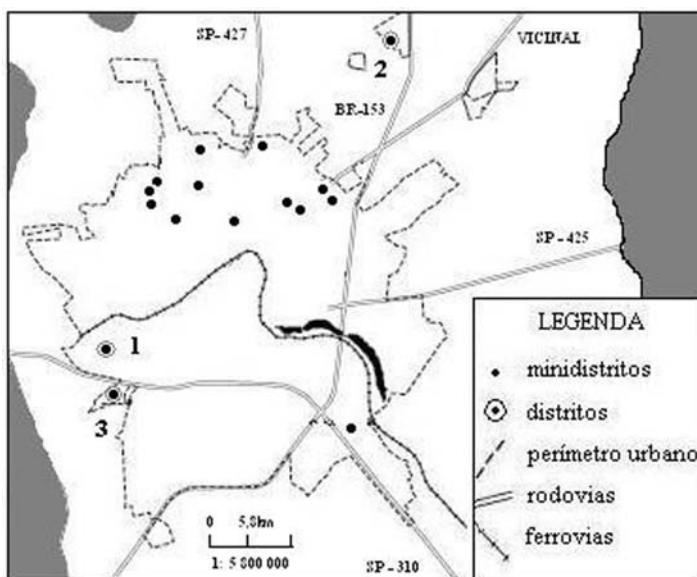 SP-427
VICINAL
2
BR-153
SP-425
1
3
LEGENDA
minidistritos
distritos
perímetro urbano
rodovias
ferrovias
0 5,8km
1: 5 800 000
SP-310